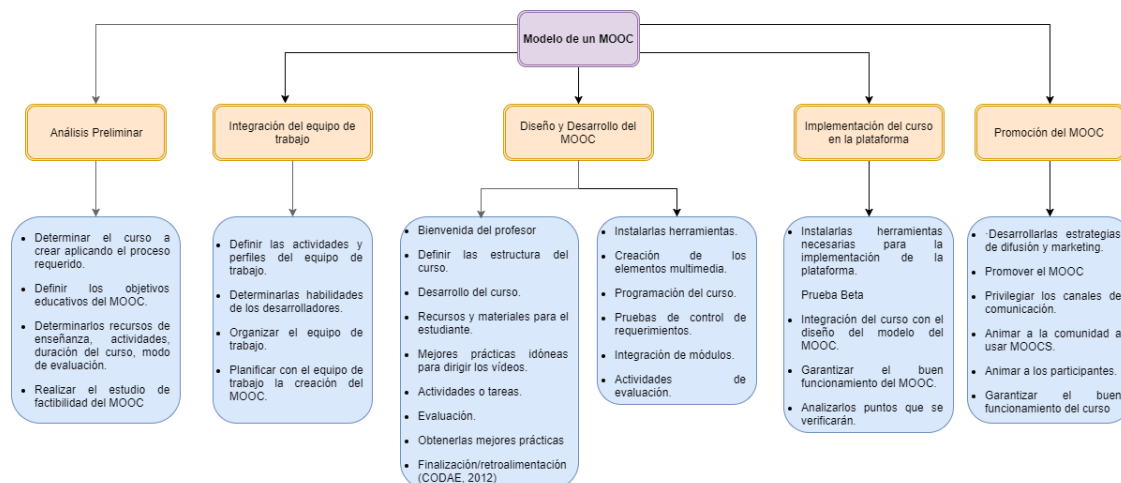 Modelo de un MOOC
Análisis Preliminar
Integración del equipo de
trabajo
Diseño y Desarrollo del
MOOC
Implementación del curso
en la plataforma
Promoción del MOOC
• Determinar el curso a
crear aplicando el proceso
requerido.
• Definir los objetivos
educativos del MOOC.
• Determinarlos recursos de
enseñanza, actividades,
duración del curso, modo
de evaluación.
• Realizar el estudio de
factibilidad del MOOC
• Definir las actividades y
perfiles del equipo de
trabajo.
• Determinarlas habilidades
de los desarrolladores.
• Organizar el equipo de
trabajo.
• Planificar con el equipo de
trabajo la creación del
MOOC.
• Bienvenida del profesor
• Definir las estructura del
curso.
• Desarrollo del curso.
• Recursos y materiales para el
estudiante.
• Mejores prácticas idóneas
para dirigir los vídeos.
• Actividades o tareas.
• Evaluación.
• Obtenerlas mejores prácticas
• Finalización/retroalimentación
(CODAE, 2012)
• Instalarlas herramientas.
• Creación de los
elementos multimedia.
• Programación del curso.
• Pruebas de control de
requerimientos.
• Integración de módulos.
• Actividades de
evaluación.
• Instalarlas herramientas
necesarias para la
implementación de la
plataforma.
Prueba Beta
• Integración del curso con el
diseño del modelo del
MOOC.
• Garantizar el buen
funcionamiento del MOOC.
• Analizarlos puntos que se
verificarán.
• ·Desarrollarlas estrategias
de difusión y marketing.
• Promover el MOOC
• Privilegiar los canales de
comunicación.
• Animar a la comunidad a
usar MOOCS.
• Animar a los participantes.
• Garantizar el buen
funcionamiento del curso